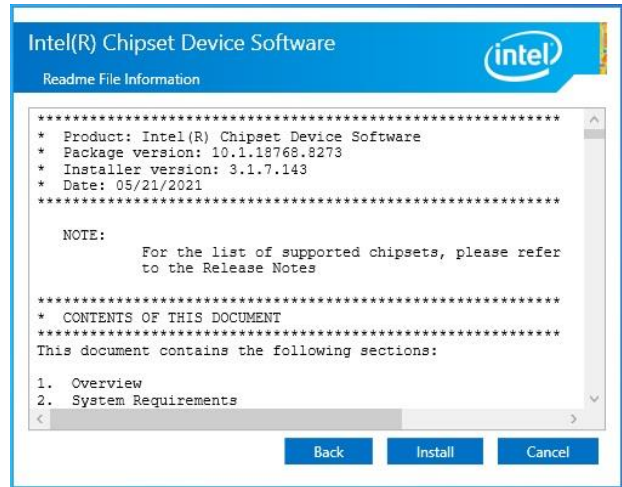 Intel(R) Chipset Device Software
intel
Readme File Information
************************************************************
* Product: Intel(R) Chipset Device Software
* Package version: 10.1.18768.8273
* Installer version: 3.1.7.143
* Date: 05/21/2021
************************************************************
NOTE:
For the list of supported chipsets, please refer
to the Release Notes
************************************************************
* CONTENTS OF THIS DOCUMENT
************************************************************
This document contains the following sections:
1. Overview
2. System Requirements
Back
Install
Cancel